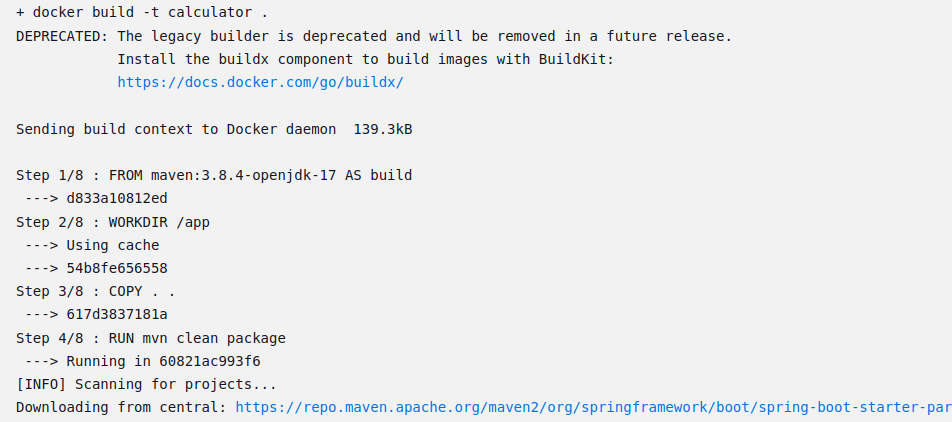 + docker build -t calculator .
DEPRECATED: The legacy builder is deprecated and will be removed in a future release.
Install the buildx component to build images with BuildKit:
https://docs.docker.com/go/buildx/
Sending build context to Docker daemon  139.3kB
Step 1/8 : FROM maven:3.8.4-openjdk-17 AS build
---> d833a10812ed
Step 2/8 : WORKDIR /app
---> Using cache
---> 54b8fe656558
Step 3/8 : COPY . .
---> 617d3837181a
Step 4/8 : RUN mvn clean package
---> Running in 60821ac993f6
[INFO] Scanning for projects...
Downloading from central: https://repo.maven.apache.org/maven2/org/springframework/boot/spring-boot-starter-par